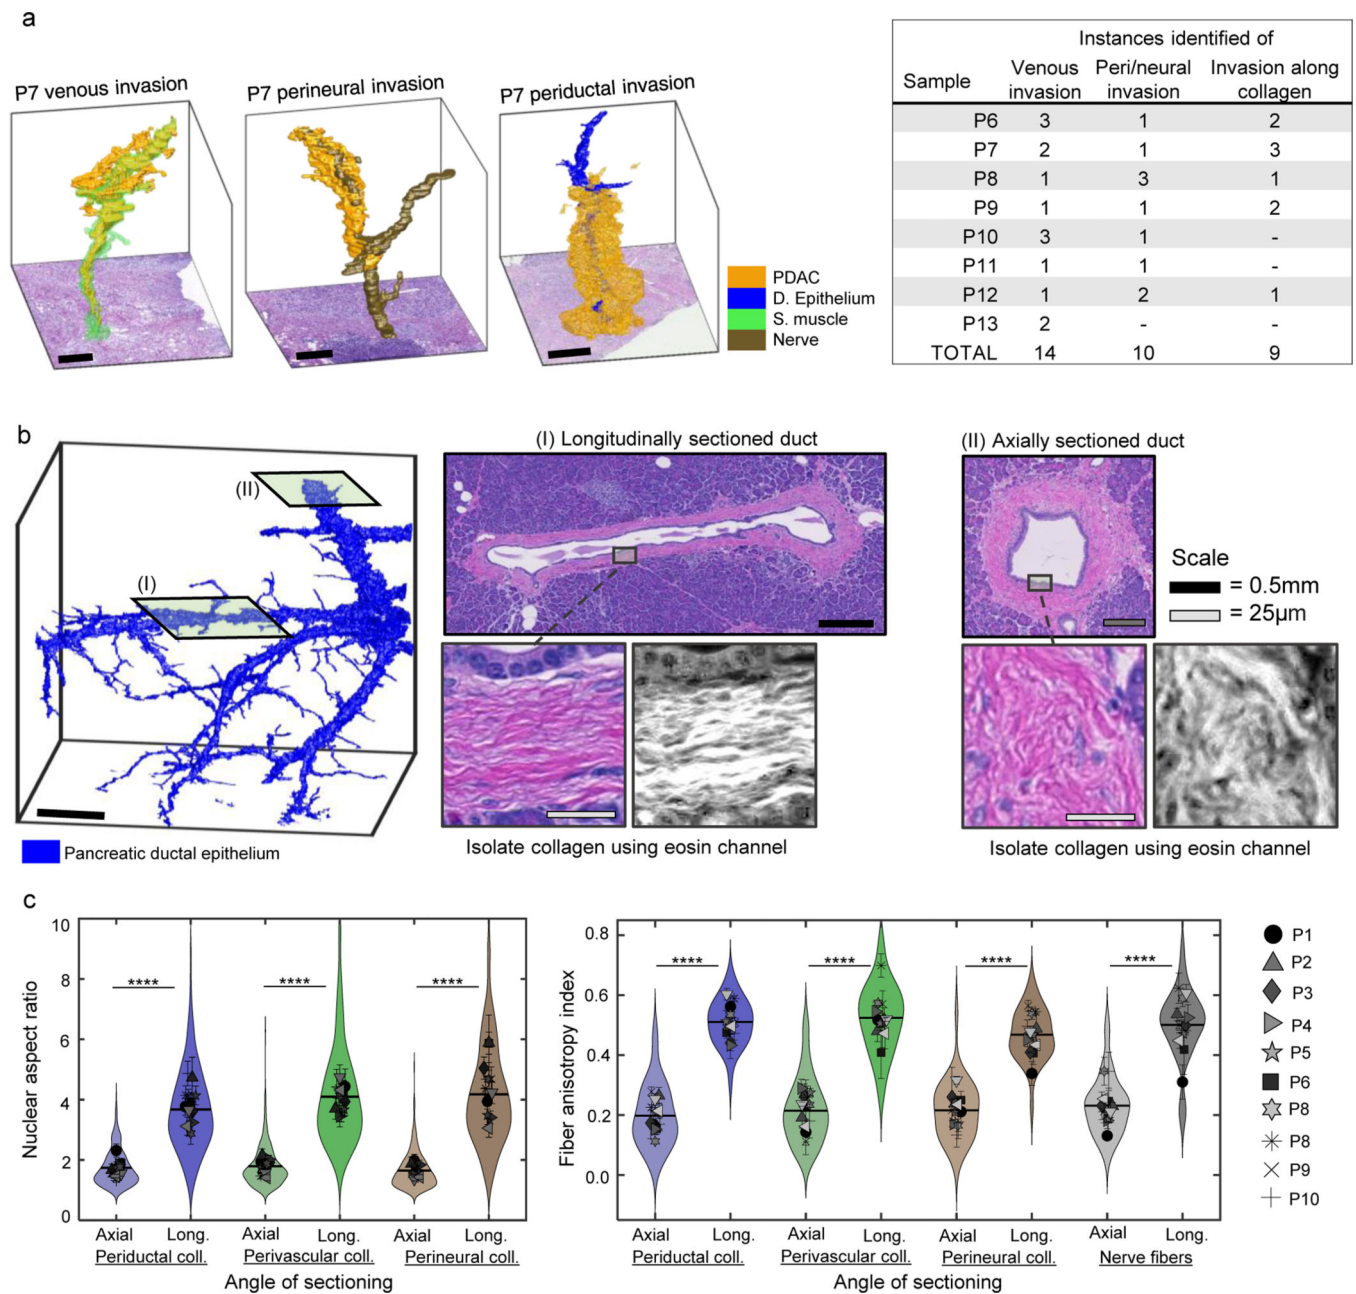 a
P7 venous invasion
P7 perineural invasion
P7 periductal invasion
PDAC
D. Epithelium
S. muscle
Nerve
Instances identified of
Sample Venous invasion Peri/neural invasion Invasion along collagen
P6 3 1 2
P7 2 1 3
P8 1 3 1
P9 1 1 2
P10 3 1 -
P11 1 1 -
P12 1 2 1
P13 2 - -
TOTAL 14 10 9
b
(II)
(I)
Pancreatic ductal epithelium
(I) Longitudinally sectioned duct
Isolate collagen using eosin channel
(II) Axially sectioned duct
Isolate collagen using eosin channel
Scale
= 0.5mm
= 25µm
c
Nuclear aspect ratio
10
8
6
4
2
0
**** **** ****
Axial Long. Axial Long. Axial Long.
Periductal coll. Perivascular coll. Perineural coll.
Angle of sectioning
Fiber anisotropy index
0.8
0.6
0.4
0.2
0.0
**** **** **** ****
Axial Long. Axial Long. Axial Long. Axial Long.
Periductal coll. Perivascular coll. Perineural coll. Nerve fibers
Angle of sectioning
P1
P2
P3
P4
P5
P6
P8
P8
P9
P10